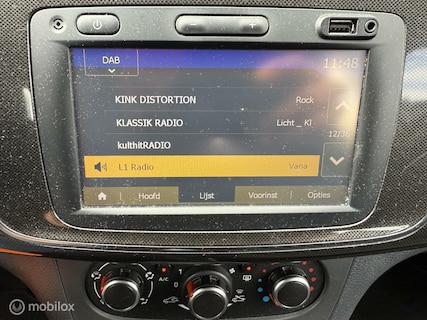 DAB
11:48
KINK DISTORTION Rock
KLASSIK RADIO Licht _ Kl
kulthitRADIO
12/36
L1 Radio Varia
Hoofd Lijst Voorinst Opties
A/C
mobilox